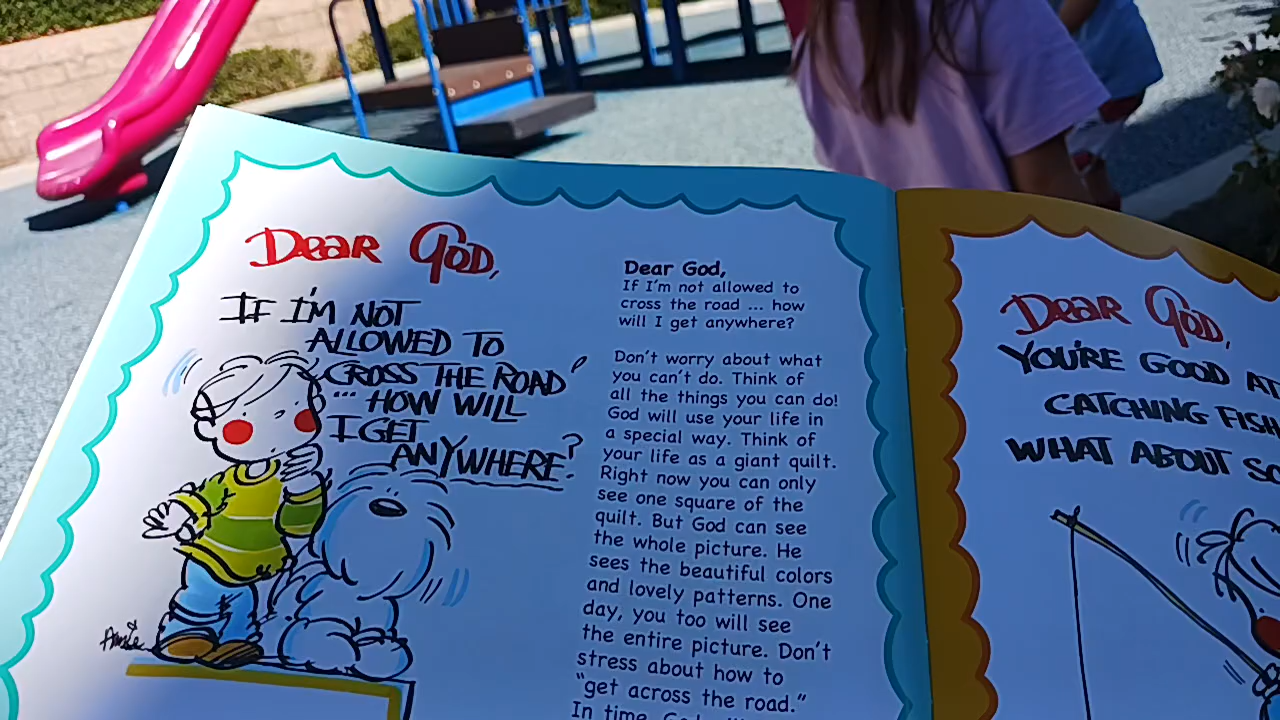 Dear God,
If I'm not
allowed to
cross the road
... how will
I get
anywhere?
Dear God,
If I'm not allowed to
cross the road ... how
will I get anywhere?
Don't worry about what
you can't do. Think of
all the things you can do!
God will use your life in
a special way. Think of
your life as a giant quilt.
Right now you can only
see one square of the
quilt. But God can see
the whole picture. He
sees the beautiful colors
and lovely patterns. One
day, you too will see
the entire picture. Don't
stress about how to
"get across the road."
In time, God
Dear God,
You're good at
catching fish
what about